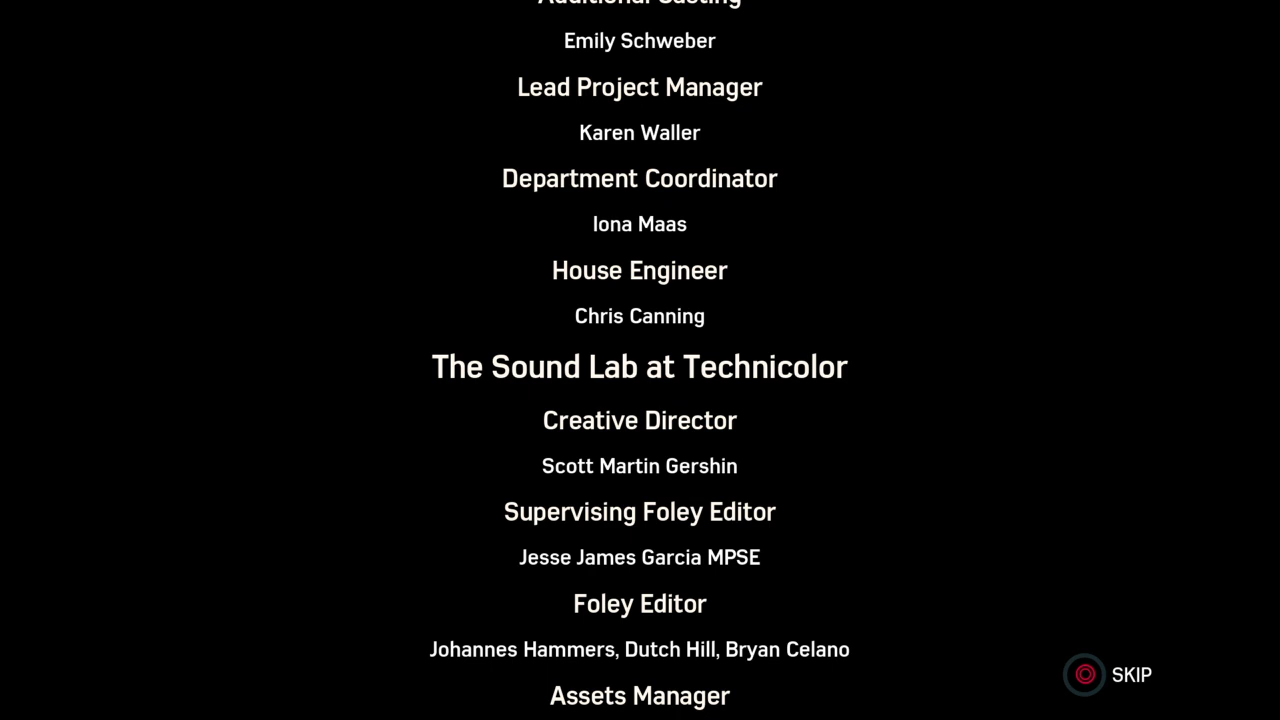 Additional Casting
Emily Schweber
Lead Project Manager
Karen Waller
Department Coordinator
Iona Maas
House Engineer
Chris Canning
The Sound Lab at Technicolor
Creative Director
Scott Martin Gershin
Supervising Foley Editor
Jesse James Garcia MPSE
Foley Editor
Johannes Hammers, Dutch Hill, Bryan Celano
SKIP
Assets Manager